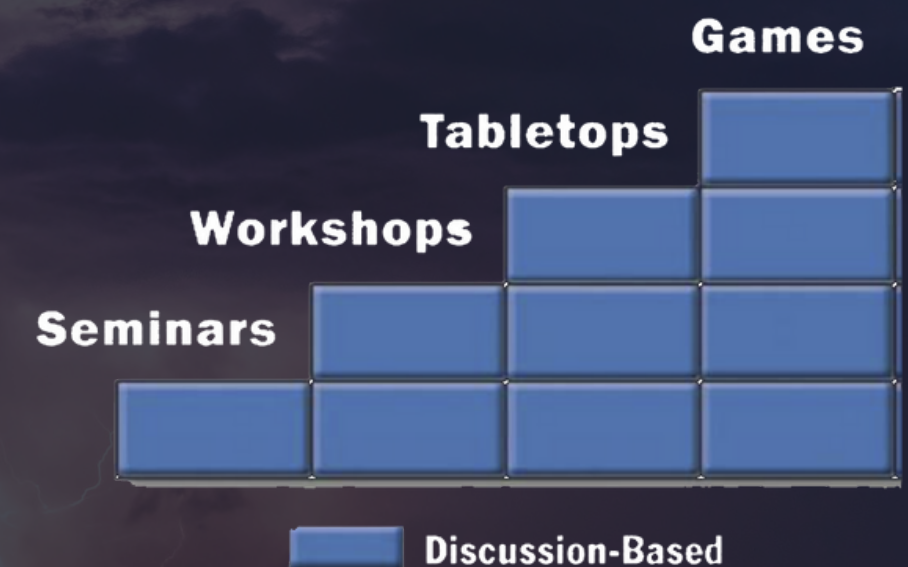 Games
Tabletops
Workshops
Seminars
Discussion-Based